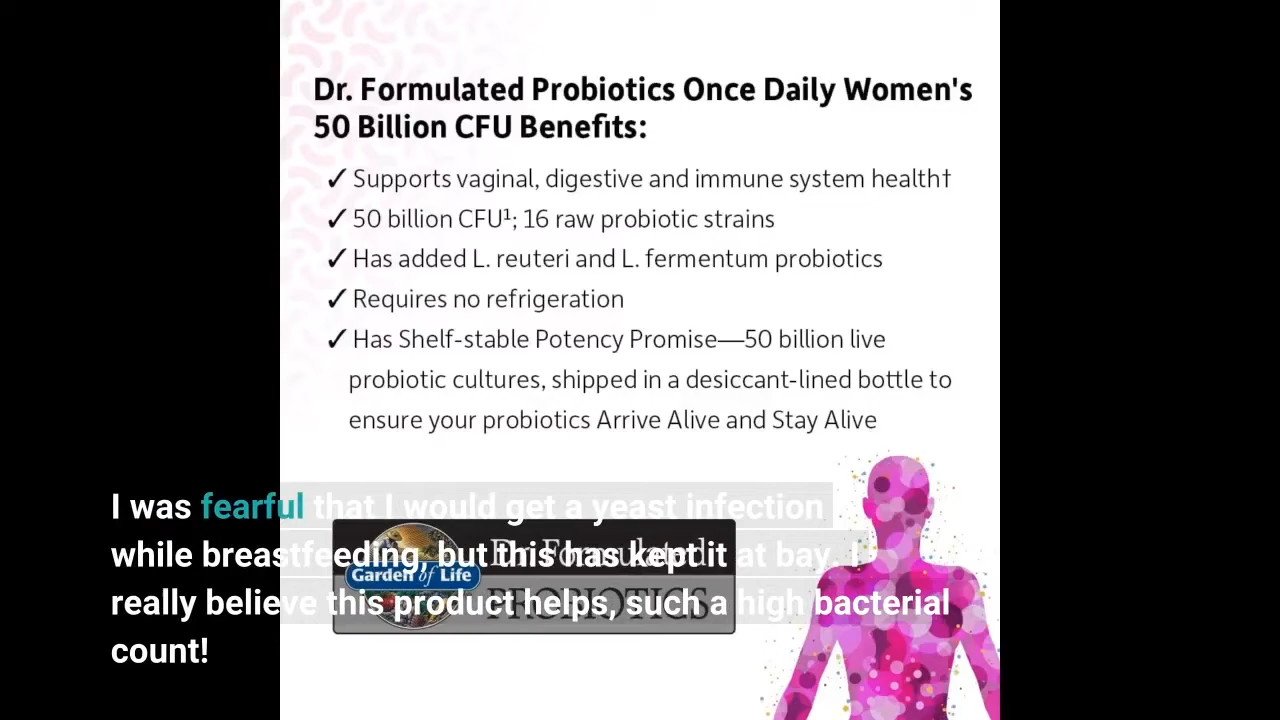 Dr. Formulated Probiotics Once Daily Women's
50 Billion CFU Benefits:
✓ Supports vaginal, digestive and immune system health†
✓ 50 billion CFU¹; 16 raw probiotic strains
✓ Has added L. reuteri and L. fermentum probiotics
✓ Requires no refrigeration
✓ Has Shelf-stable Potency Promise—50 billion live
probiotic cultures, shipped in a desiccant-lined bottle to
ensure your probiotics Arrive Alive and Stay Alive
I was fearful that I would get a yeast infection
while breastfeeding, but this has kept it at bay. I
really believe this product helps, such a high bacterial
count!
Garden of Life
Dr. Formulated
PROBIOTICS